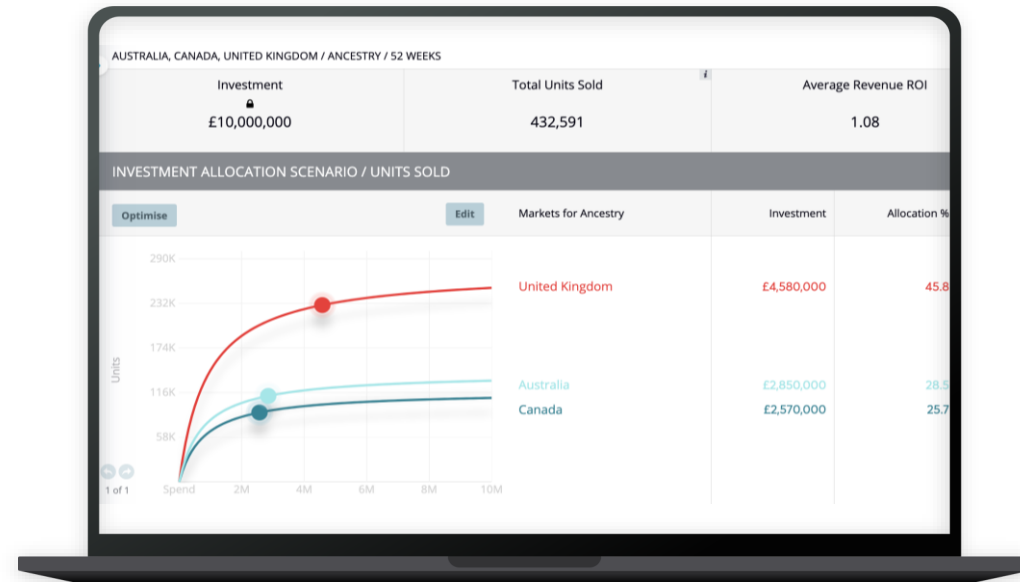 AUSTRALIA, CANADA, UNITED KINGDOM / ANCESTRY / 52 WEEKS
Investment
£10,000,000
Total Units Sold
i
432,591
Average Revenue ROI
1.08
INVESTMENT ALLOCATION SCENARIO / UNITS SOLD
Optimise
Edit
Markets for Ancestry
Investment
Allocation %
290K
232K
174K
116K
58K
Units
Spend
2M
4M
6M
8M
10M
United Kingdom
£4,580,000
45.8
Australia
£2,850,000
28.5
Canada
£2,570,000
25.7
1 of 1